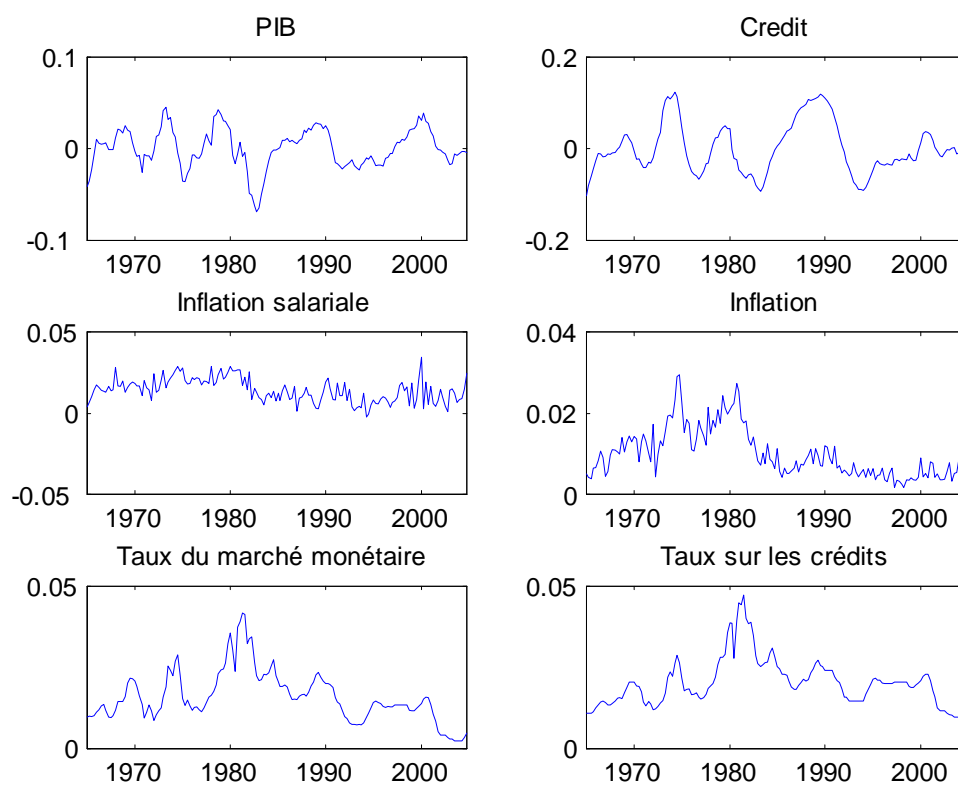 PIB
0.1
0
-0.1
1970 1980 1990 2000
Credit
0.2
0
-0.2
1970 1980 1990 2000
Inflation salariale
0.05
0
-0.05
1970 1980 1990 2000
Inflation
0.04
0.02
0
1970 1980 1990 2000
Taux du marché monétaire
0.05
0
1970 1980 1990 2000
Taux sur les crédits
0.05
0
1970 1980 1990 2000